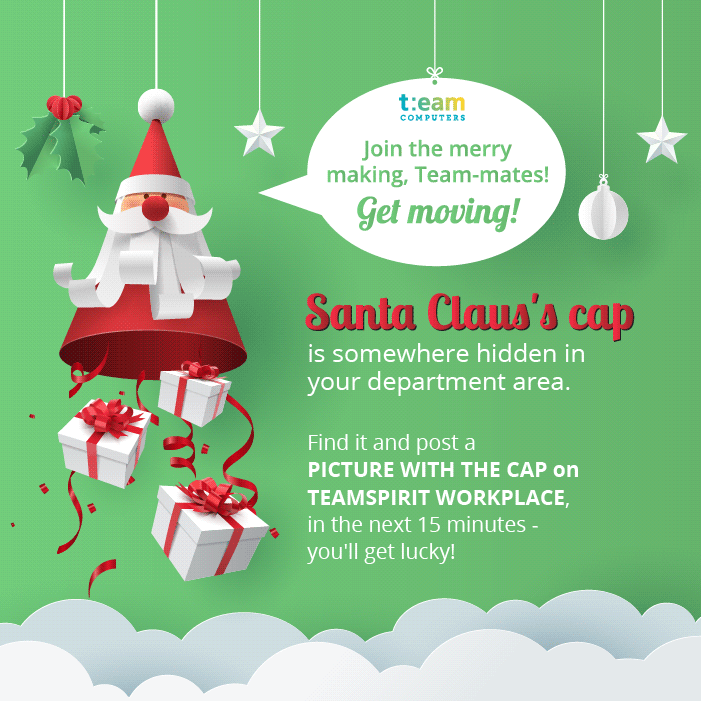 t:eam
COMPUTERS
Join the merry
making, Team-mates!
Get moving!
Santa Claus's cap
is somewhere hidden in
your department area.
Find it and post a
PICTURE WITH THE CAP on
TEAMSPIRIT WORKPLACE,
in the next 15 minutes -
you'll get lucky!